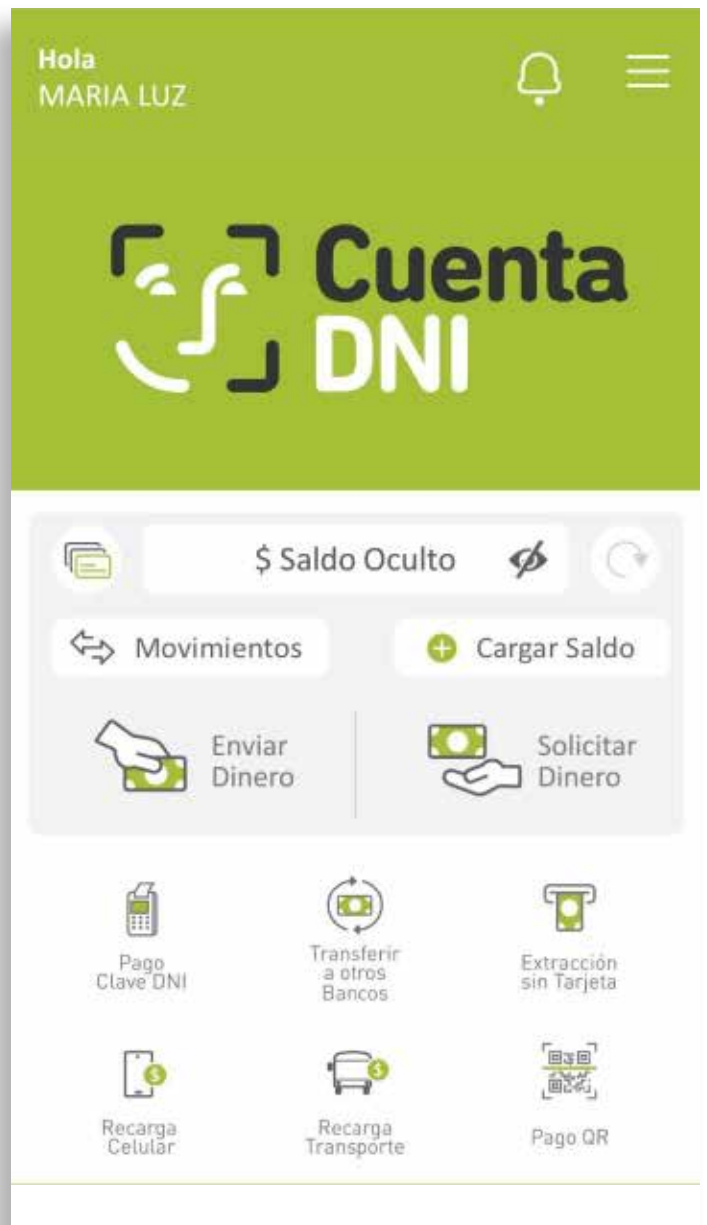 Hola
MARIA LUZ
Cuenta
DNI
$ Saldo Oculto
Movimientos
Cargar Saldo
Enviar
Dinero
Solicitar
Dinero
Pago
Clave DNI
Transferir
a otros
Bancos
Extracción
sin Tarjeta
Recarga
Celular
Recarga
Transporte
Pago QR